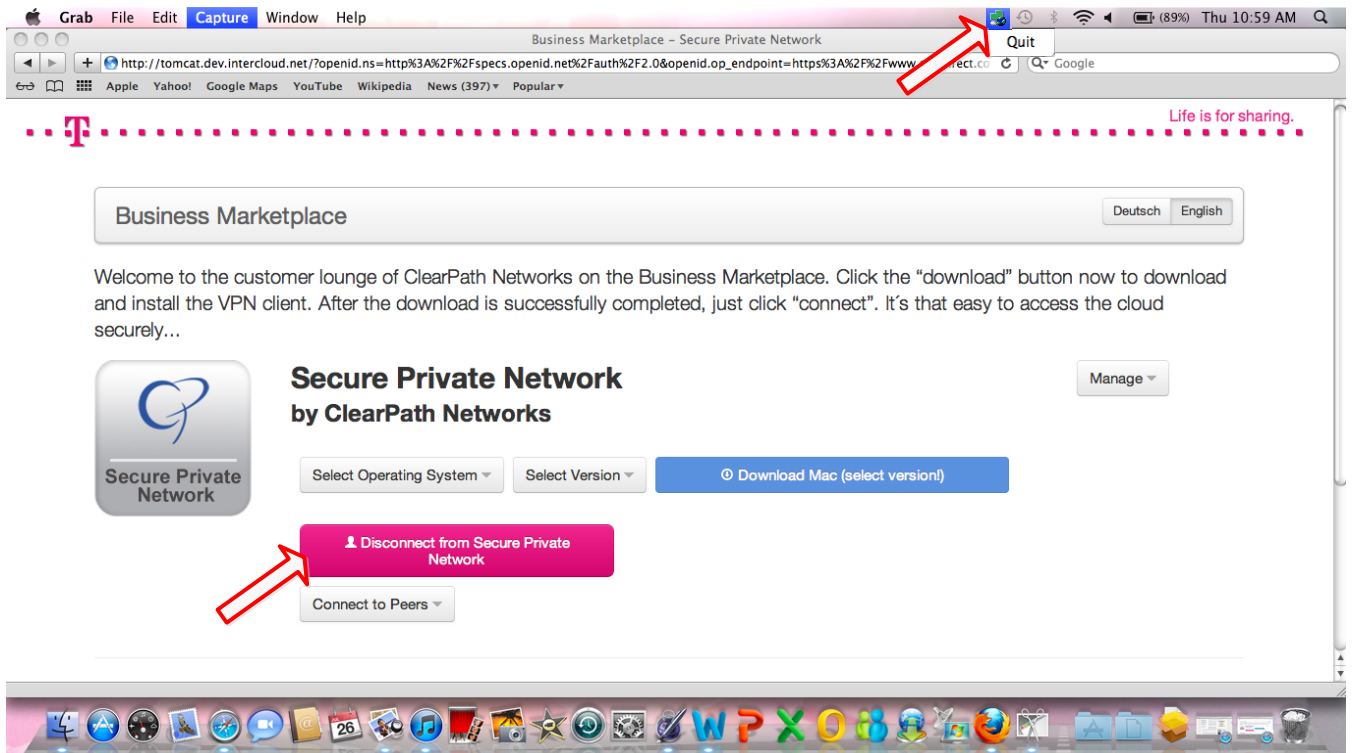 Grab File Edit Capture Window Help (89%) Thu 10:59 AM
Business Marketplace – Secure Private Network
Quit
http://tomcat.dev.intercloud.net/?openid.ns=http%3A%2F%2Fspecs.openid.net%2Fauth%2F2.0&openid.op_endpoint=https%3A%2F%2Fwww. Google
Apple Yahoo! Google Maps YouTube Wikipedia News (397) Popular
Life is for sharing.
T
Business Marketplace Deutsch English
Welcome to the customer lounge of ClearPath Networks on the Business Marketplace. Click the “download” button now to download
and install the VPN client. After the download is successfully completed, just click “connect”. It´s that easy to access the cloud
securely...
Secure Private Network Manage
by ClearPath Networks
Secure Private
Network
Select Operating System Select Version Download Mac (select version!)
Disconnect from Secure Private
Network
Connect to Peers
26